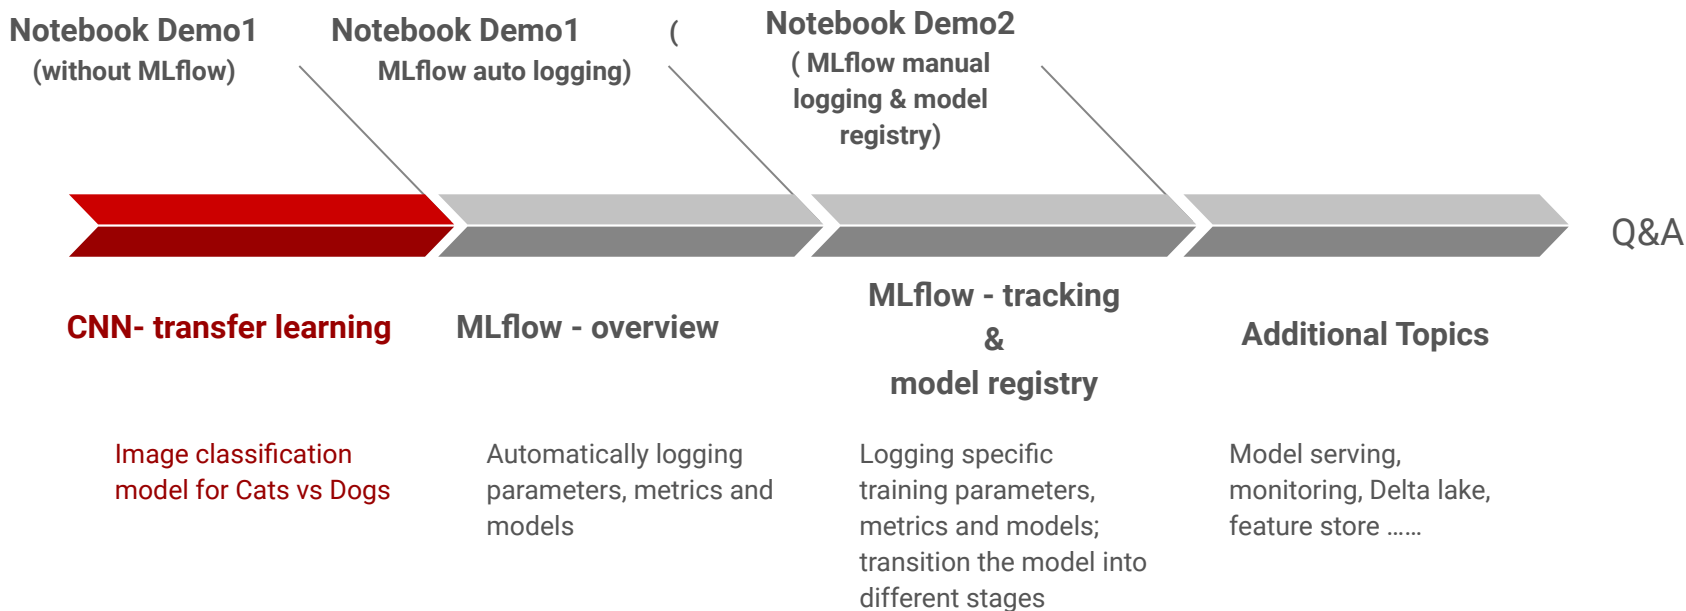 Notebook Demo1
(without MLflow)
Notebook Demo1 (
MLflow auto logging)
Notebook Demo2
( MLflow manual
logging & model
registry)
Q&A
CNN- transfer learning
MLflow - overview
MLflow - tracking
&
model registry
Additional Topics
Image classification
model for Cats vs Dogs
Automatically logging
parameters, metrics and
models
Logging specific
training parameters,
metrics and models;
transition the model into
different stages
Model serving,
monitoring, Delta lake,
feature store ......